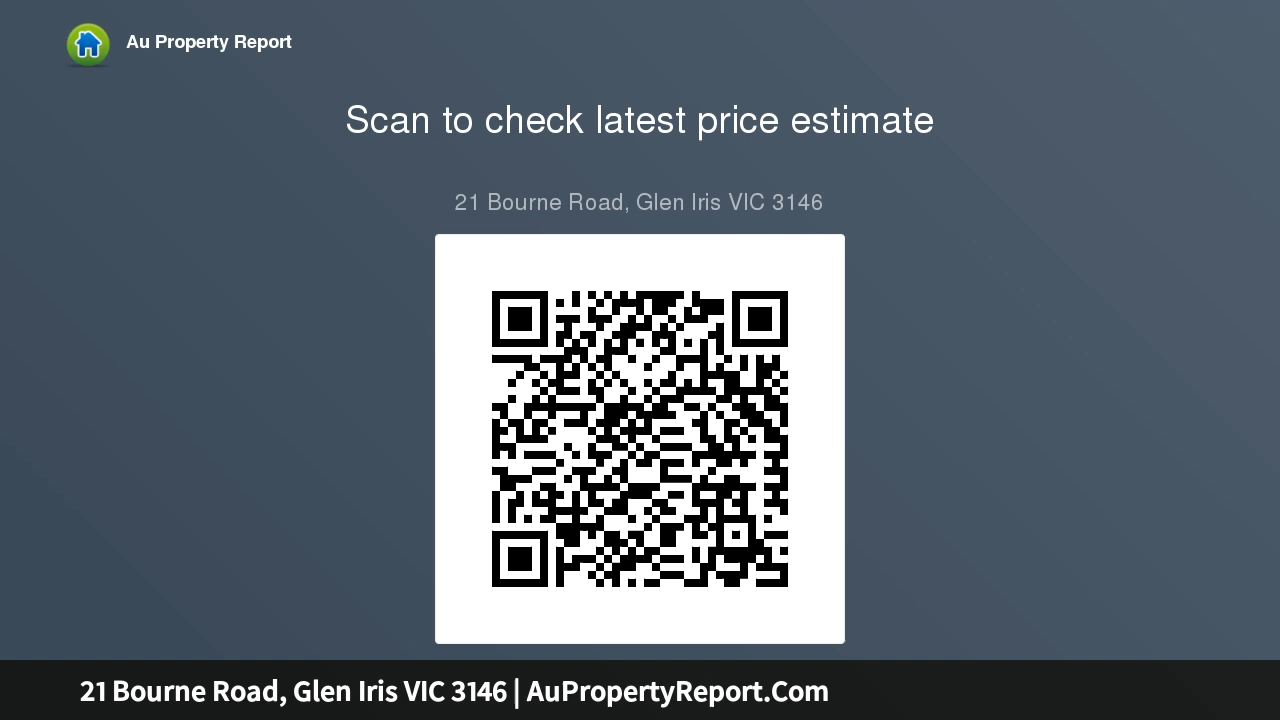 Au Property Report
Scan to check latest price estimate
21 Bourne Road, Glen Iris VIC 3146
21 Bourne Road, Glen Iris VIC 3146 | AuPropertyReport.Com